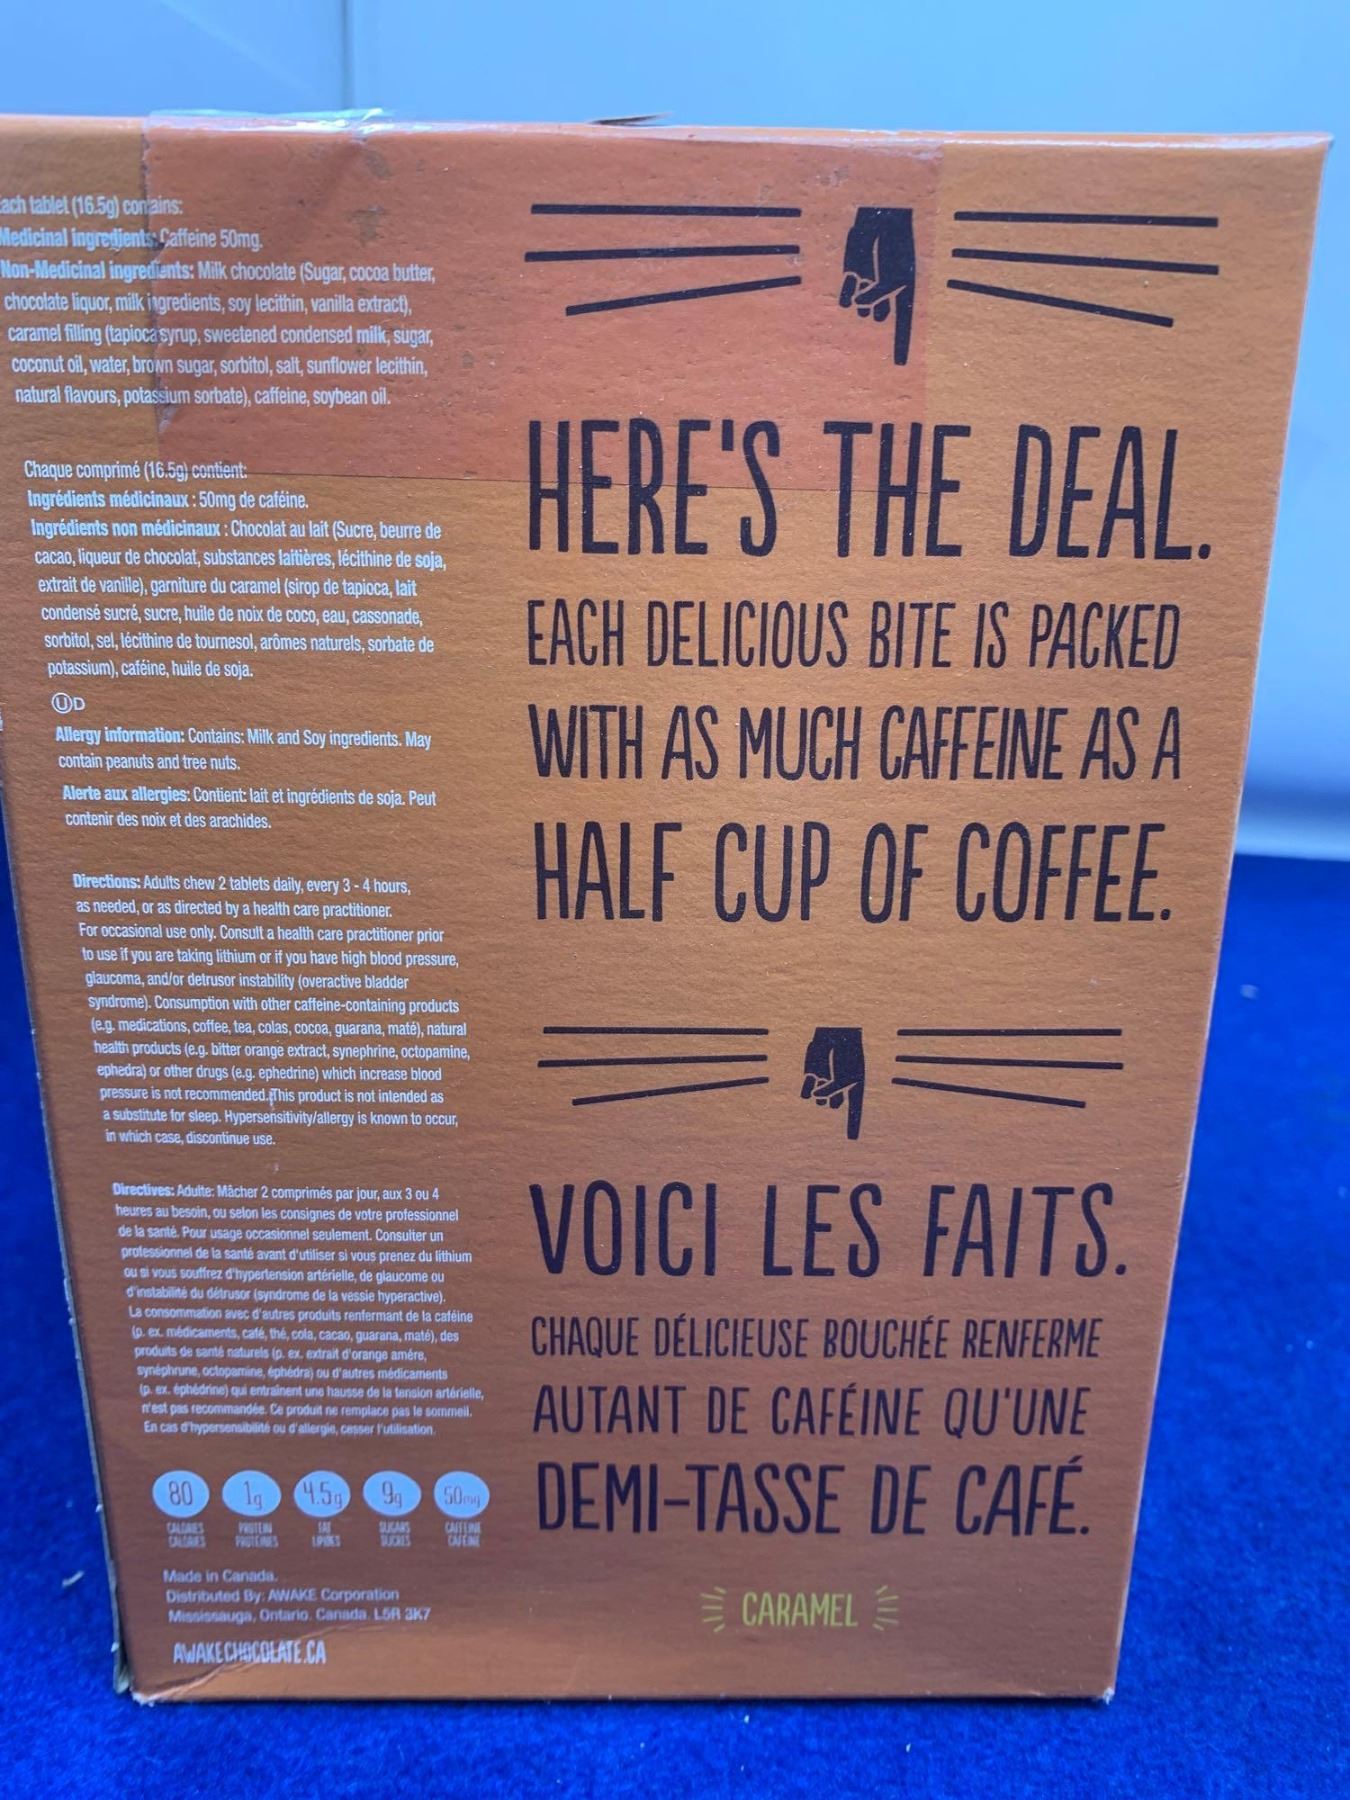 Each tablet (16.5g) contains:
Medicinal ingredients: Caffeine 50mg.
Non-Medicinal ingredients: Milk chocolate (Sugar, cocoa butter,
chocolate liquor, milk ingredients, soy lecithin, vanilla extract),
caramel filling (tapioca syrup, sweetened condensed milk, sugar,
coconut oil, water, brown sugar, sorbitol, salt, sunflower lecithin,
natural flavours, potassium sorbate), caffeine, soybean oil.
Chaque comprimé (16.5g) contient:
Ingrédients médicinaux : 50mg de caféine.
Ingrédients non médicinaux : Chocolat au lait (Sucre, beurre de
cacao, liqueur de chocolat, substances laitières, lécithine de soja,
extrait de vanille), garniture du caramel (sirop de tapioca, lait
condensé sucré, sucre, huile de noix de coco, eau, cassonade,
sorbitol, sel, lécithine de tournesol, arômes naturels, sorbate de
potassium), caféine, huile de soja.
UD
Allergy information: Contains: Milk and Soy ingredients. May
contain peanuts and tree nuts.
Alerte aux allergies: Contient: lait et ingrédients de soja. Peut
contenir des noix et des arachides.
Directions: Adults chew 2 tablets daily, every 3 - 4 hours,
as needed, or as directed by a health care practitioner.
For occasional use only. Consult a health care practitioner prior
to use if you are taking lithium or if you have high blood pressure,
glaucoma, and/or detrusor instability (overactive bladder
syndrome). Consumption with other caffeine-containing products
(e.g. medications, coffee, tea, colas, cocoa, guarana, maté), natural
health products (e.g. bitter orange extract, synephrine, octopamine,
ephedra) or other drugs (e.g. ephedrine) which increase blood
pressure is not recommended. This product is not intended as
a substitute for sleep. Hypersensitivity/allergy is known to occur,
in which case, discontinue use.
Directives: Adulte: Mâcher 2 comprimés par jour, aux 3 ou 4
heures au besoin, ou selon les consignes de votre professionnel
de la santé. Pour usage occasionnel seulement. Consulter un
professionnel de la santé avant d'utiliser si vous prenez du lithium
ou si vous souffrez d'hypertension artérielle, de glaucome ou
d'instabilité du détrusor (syndrome de la vessie hyperactive).
La consommation avec d'autres produits renfermant de la caféine
(p. ex. médicaments, café, thé, cola, cacao, guarana, maté), des
produits de santé naturels (p. ex. extrait d'orange amère,
synéphrune, octopamine, éphédra) ou d'autres médicaments
(p. ex. éphédrine) qui entraînent une hausse de la tension artérielle,
n'est pas recommandée. Ce produit ne remplace pas le sommeil.
En cas d'hypersensibilité ou d'allergie, cesser l'utilisation.
80 1g 4.5g 9g 50mg
CALORIES PROTEIN FAT SUGARS CAFFEINE
CALORIES PROTEINES LIPIDES SUCRES CAFÉINE
Made in Canada.
Distributed By: AWAKE Corporation
Mississauga, Ontario. Canada. L5R 3K7
AWAKECHOCOLATE.CA
HERE'S THE DEAL.
EACH DELICIOUS BITE IS PACKED
WITH AS MUCH CAFFEINE AS A
HALF CUP OF COFFEE.
VOICI LES FAITS.
CHAQUE DÉLICIEUSE BOUCHÉE RENFERME
AUTANT DE CAFÉINE QU'UNE
DEMI-TASSE DE CAFÉ.
CARAMEL